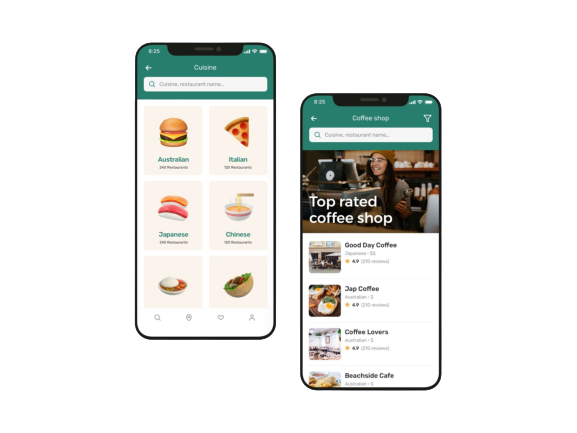 8:25
Cuisine
Cuisine, restaurant name..
Australian
240 Restaurants
Italian
120 Restaurants
Japanese
240 Restaurants
Chinese
120 Restaurants
8:25
Coffee shop
Cuisine, restaurant name..
Top rated
coffee shop
Good Day Coffee
Japanese • $$
4.9 (210 reviews)
Jap Coffee
Australian • $
4.9 (210 reviews)
Coffee Lovers
Australian • $
4.9 (210 reviews)
Beachside Cafe
Australian • $